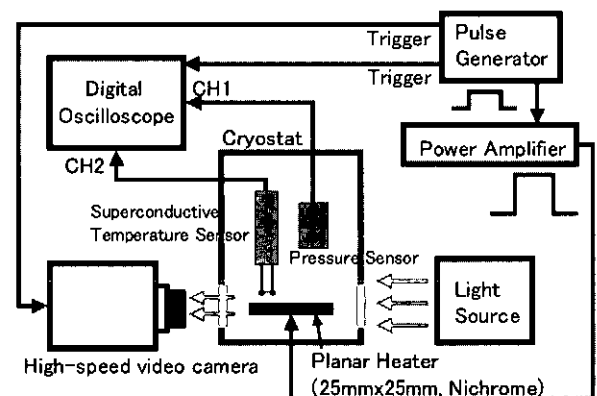 Trigger
Pulse
Generator
Trigger
Digital
Oscilloscope
CH1
CH2
Cryostat
Power Amplifier
Superconductive
Temperature Sensor
Pressure Sensor
Light
Source
High-speed video camera
Planar Heater
(25mmx25mm, Nichrome)